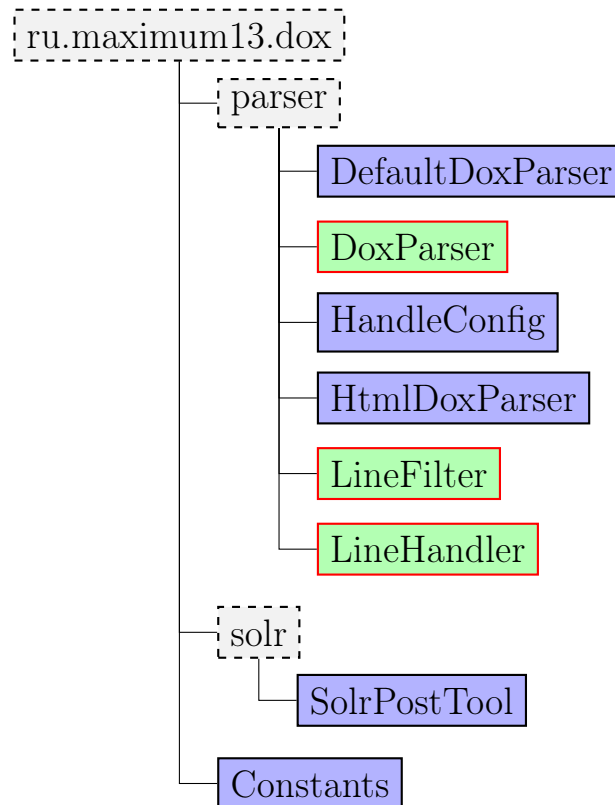 ru.maximum13.dox
parser
DefaultDoxParser
DoxParser
HandleConfig
HtmlDoxParser
LineFilter
LineHandler
solr
SolrPostTool
Constants